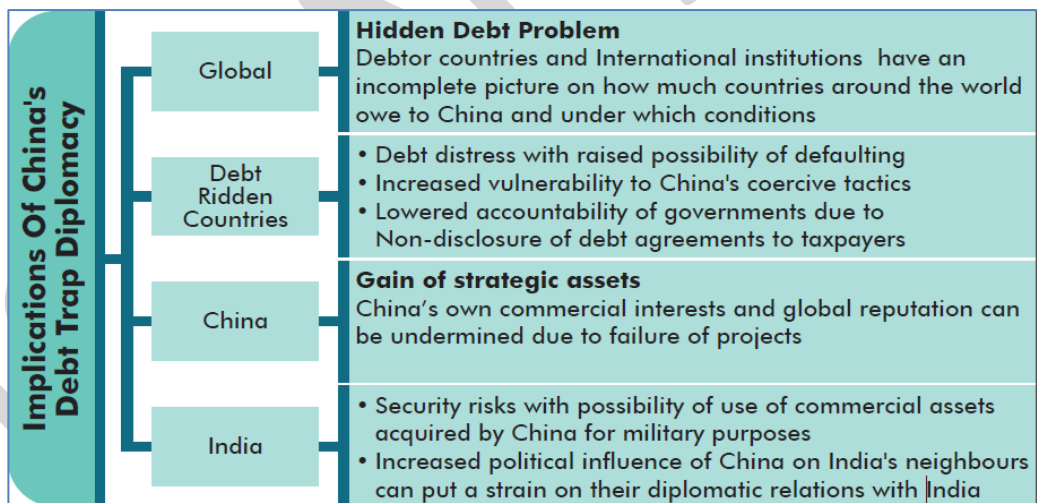 Implications Of China's
Debt Trap Diplomacy
Global
Hidden Debt Problem
Debtor countries and International institutions have an
incomplete picture on how much countries around the world
owe to China and under which conditions
Debt
Ridden
Countries
• Debt distress with raised possibility of defaulting
• Increased vulnerability to China's coercive tactics
• Lowered accountability of governments due to
Non-disclosure of debt agreements to taxpayers
China
Gain of strategic assets
China's own commercial interests and global reputation can
be undermined due to failure of projects
India
• Security risks with possibility of use of commercial assets
acquired by China for military purposes
• Increased political influence of China on India's neighbours
can put a strain on their diplomatic relations with India